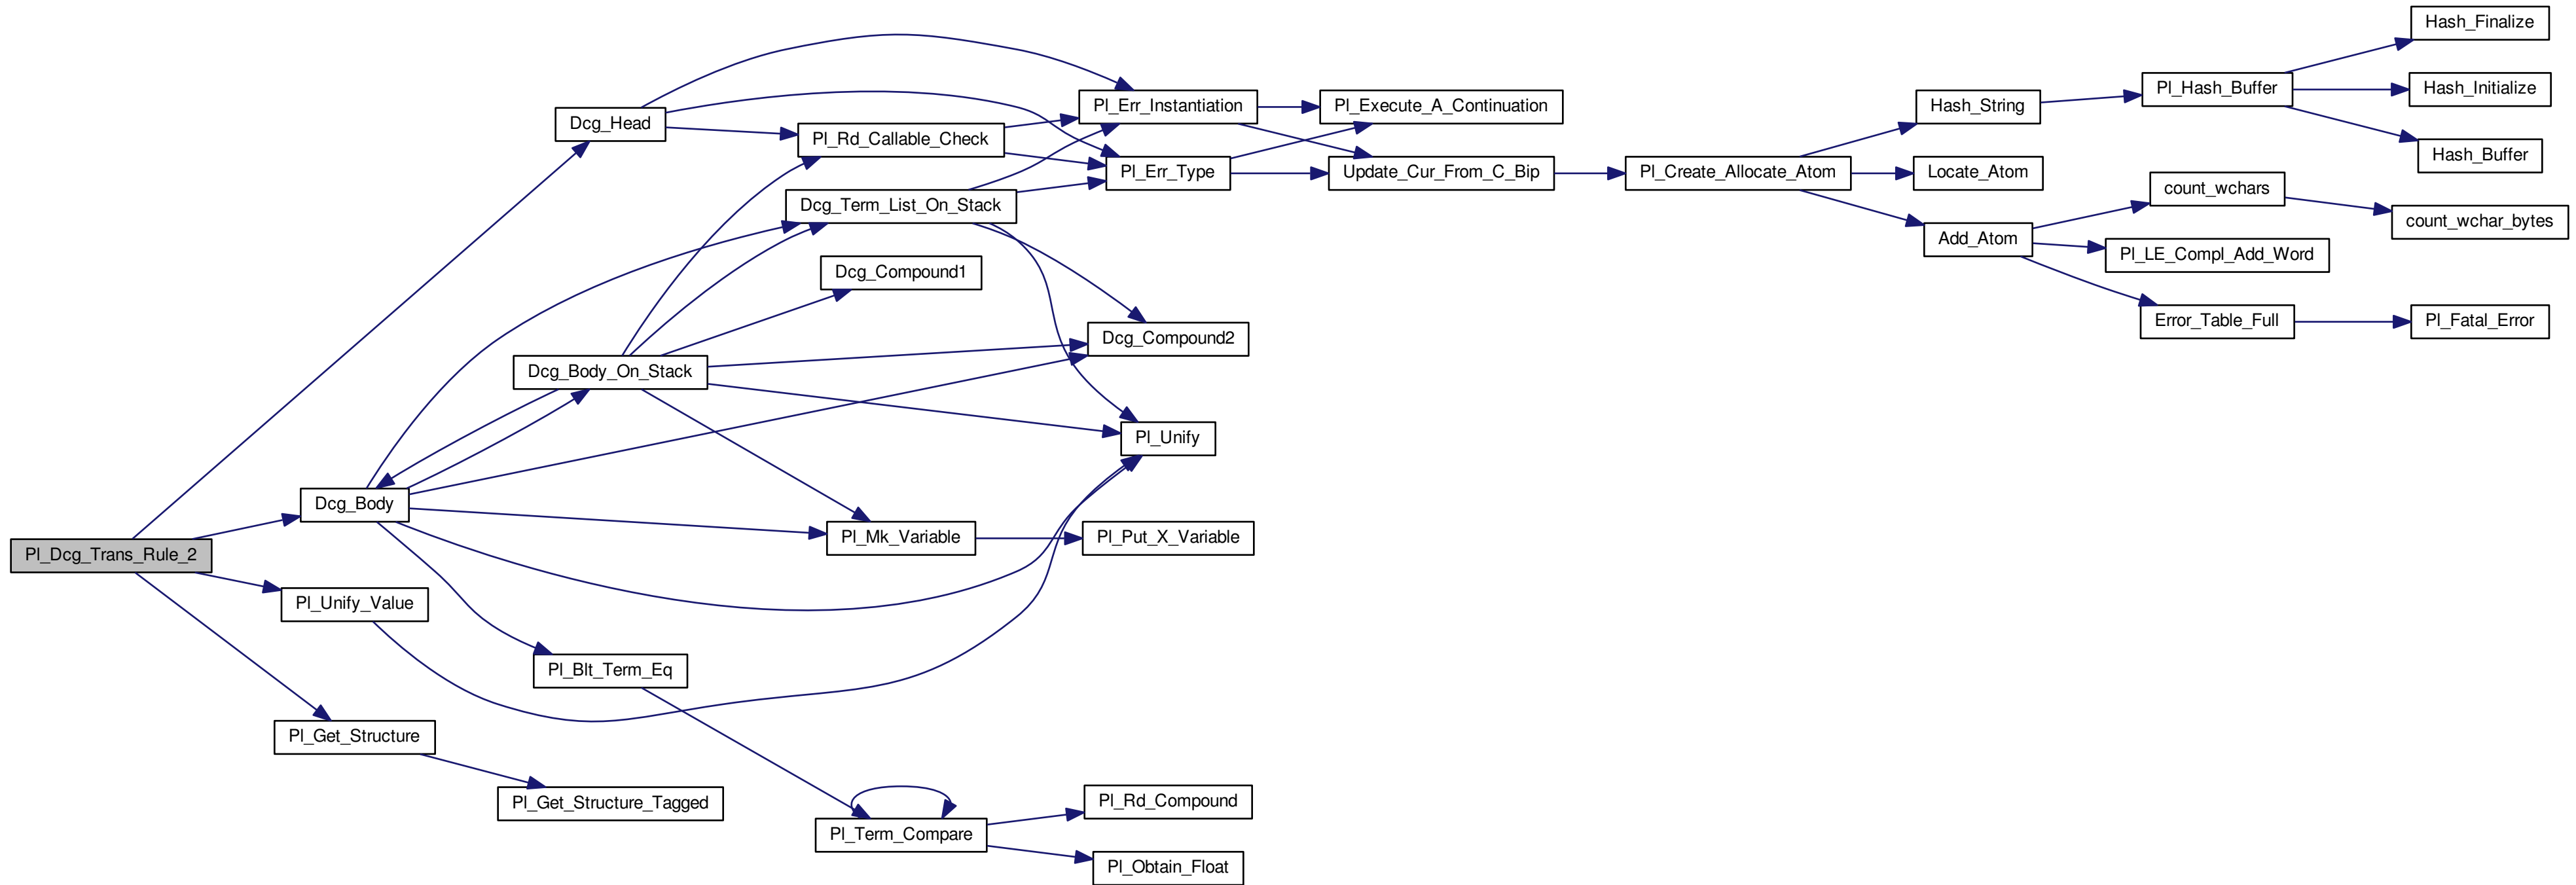 Hash_Finalize
Hash_Initialize
Pl_Hash_Buffer
Pl_Err_Instantiation
Pl_Execute_A_Continuation
Hash_String
Dcg_Head
Pl_Rd_Callable_Check
Hash_Buffer
Pl_Err_Type
Update_Cur_From_C_Bip
Pl_Create_Allocate_Atom
Locate_Atom
count_wchars
Dcg_Term_List_On_Stack
count_wchar_bytes
Add_Atom
Pl_LE_Compl_Add_Word
Dcg_Compound1
Error_Table_Full
Pl_Fatal_Error
Dcg_Compound2
Dcg_Body_On_Stack
Pl_Unify
Dcg_Body
Pl_Mk_Variable
Pl_Put_X_Variable
Pl_Dcg_Trans_Rule_2
Pl_Unify_Value
Pl_Blt_Term_Eq
Pl_Get_Structure
Pl_Get_Structure_Tagged
Pl_Rd_Compound
Pl_Term_Compare
Pl_Obtain_Float